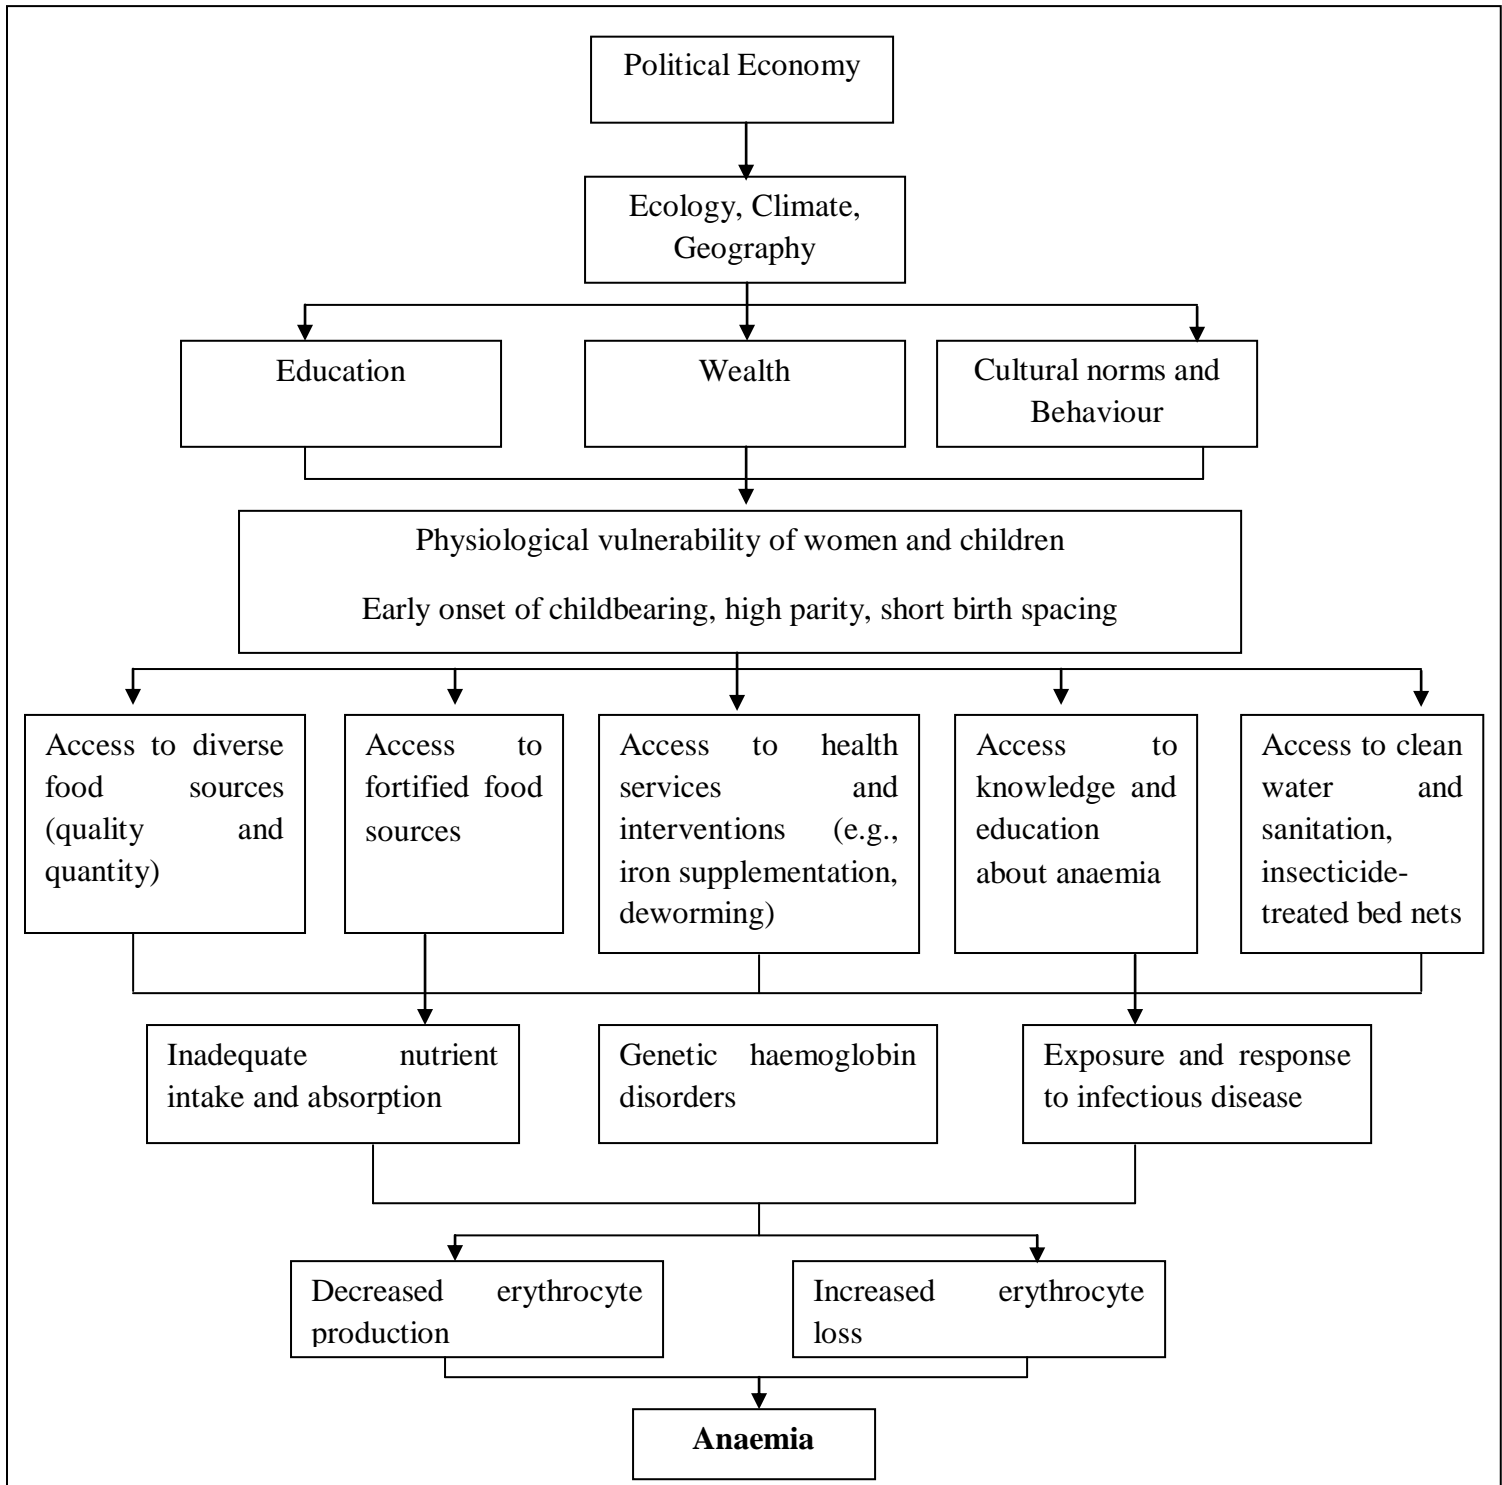 Political Economy
Ecology, Climate,
Geography
Education
Wealth
Cultural norms and
Behaviour
Physiological vulnerability of women and children
Early onset of childbearing, high parity, short birth spacing
Access to diverse
food sources
(quality and
quantity)
Access to
fortified food
sources
Access to health
services and
interventions (e.g.,
iron supplementation,
deworming)
Access to
knowledge and
education
about anaemia
Access to clean
water and
sanitation,
insecticide-
treated bed nets
Inadequate nutrient
intake and absorption
Genetic haemoglobin
disorders
Exposure and response
to infectious disease
Decreased erythrocyte
production
Increased erythrocyte
loss
Anaemia